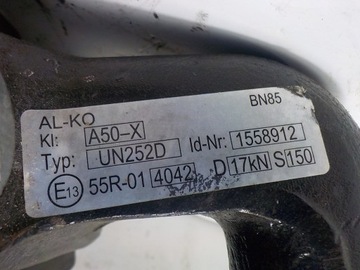 BN85
AL-KO
Kl: A50-X
Typ: UN252D Id-Nr: 1558912
E13 55R-01 4042 D 17kN S 150